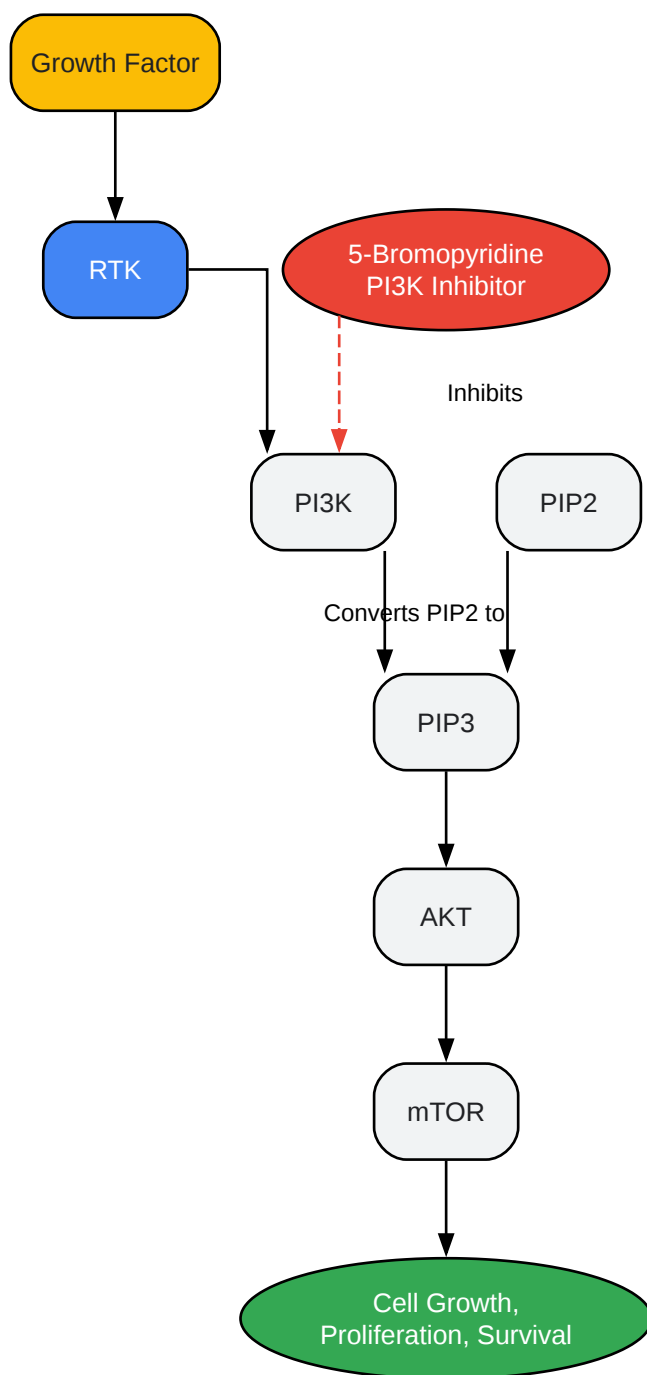 Growth Factor
RTK
5-Bromopyridine
PI3K Inhibitor
Inhibits
PI3K
PIP2
Converts PIP2 to
PIP3
AKT
mTOR
Cell Growth,
Proliferation, Survival